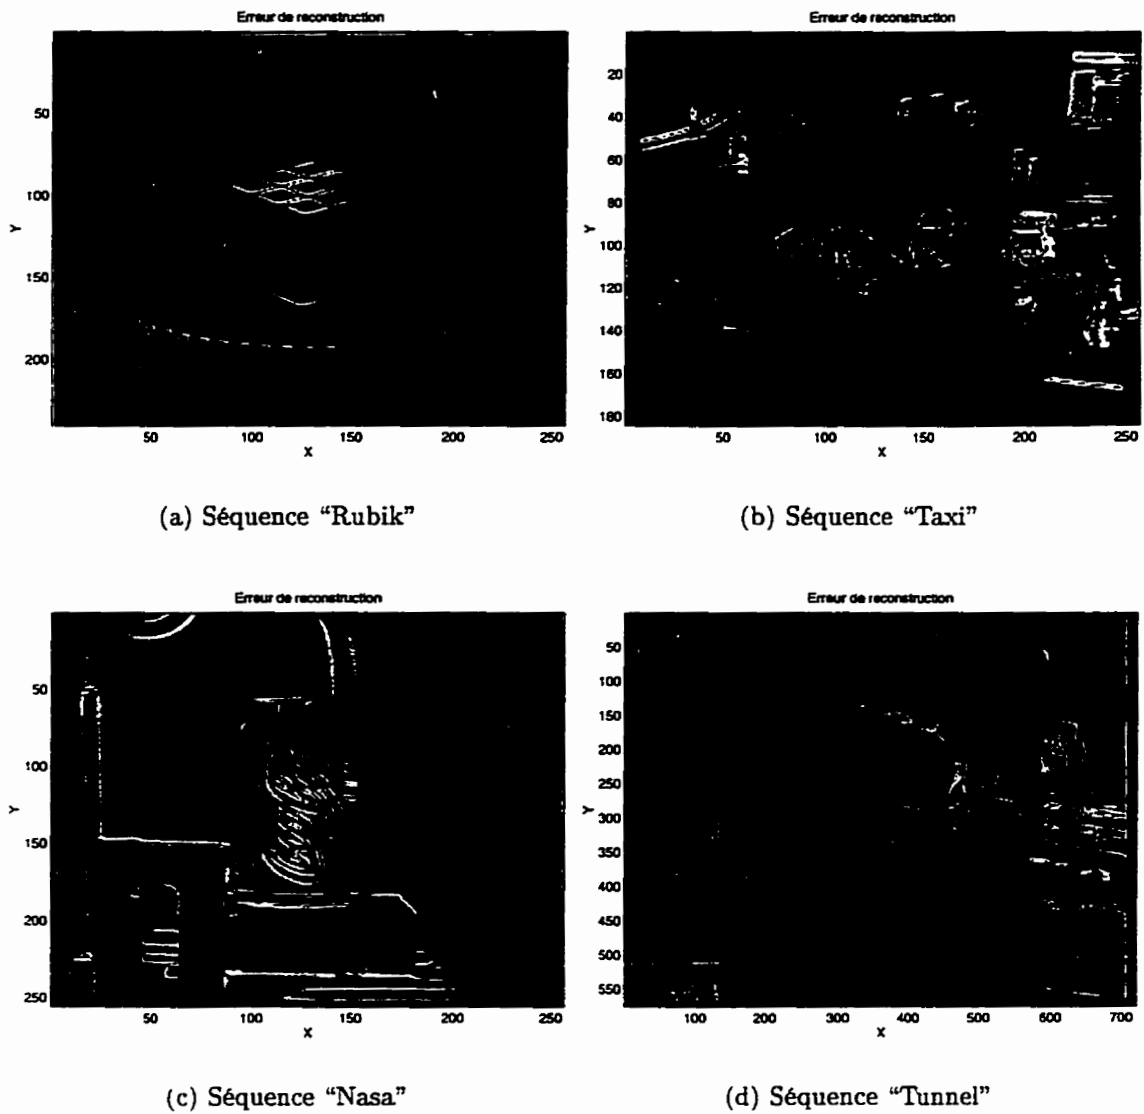 Erreur de reconstruction
Y
50
100
150
200
50 100 150 200 250
X
(a) Séquence “Rubik”
Erreur de reconstruction
Y
20
40
60
80
100
120
140
160
180
50 100 150 200 250
X
(b) Séquence “Taxi”
Erreur de reconstruction
Y
50
100
150
200
250
50 100 150 200 250
X
(c) Séquence “Nasa”
Erreur de reconstruction
Y
50
100
150
200
250
300
350
400
450
500
550
100 200 300 400 500 600 700
X
(d) Séquence “Tunnel”